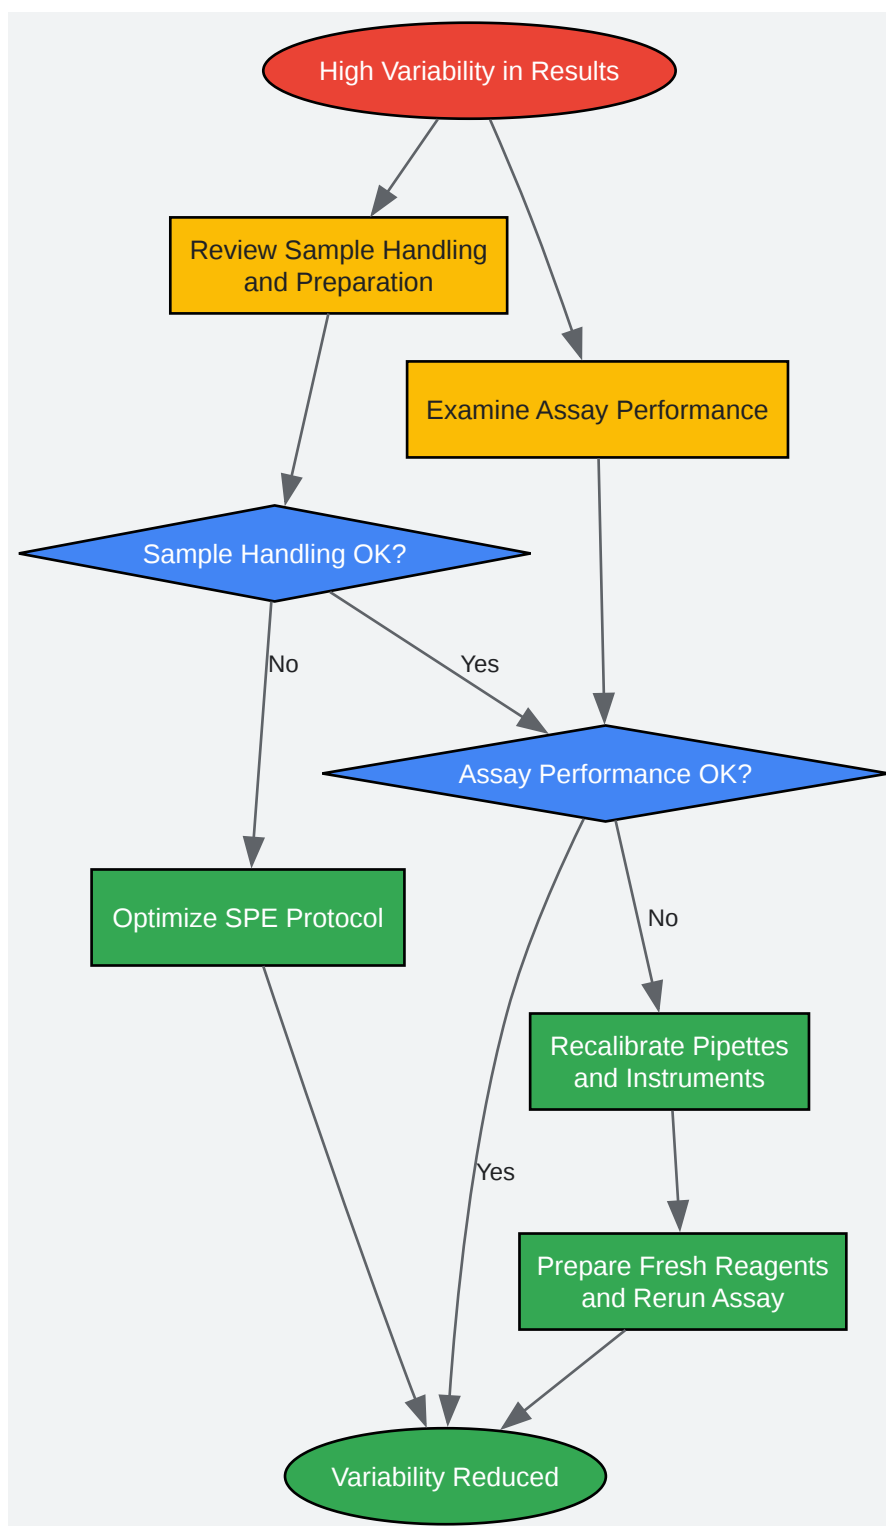 High Variability in Results
Review Sample Handling
and Preparation
Examine Assay Performance
Sample Handling OK?
No
Yes
Assay Performance OK?
Optimize SPE Protocol
No
Recalibrate Pipettes
and Instruments
Yes
Prepare Fresh Reagents
and Rerun Assay
Variability Reduced